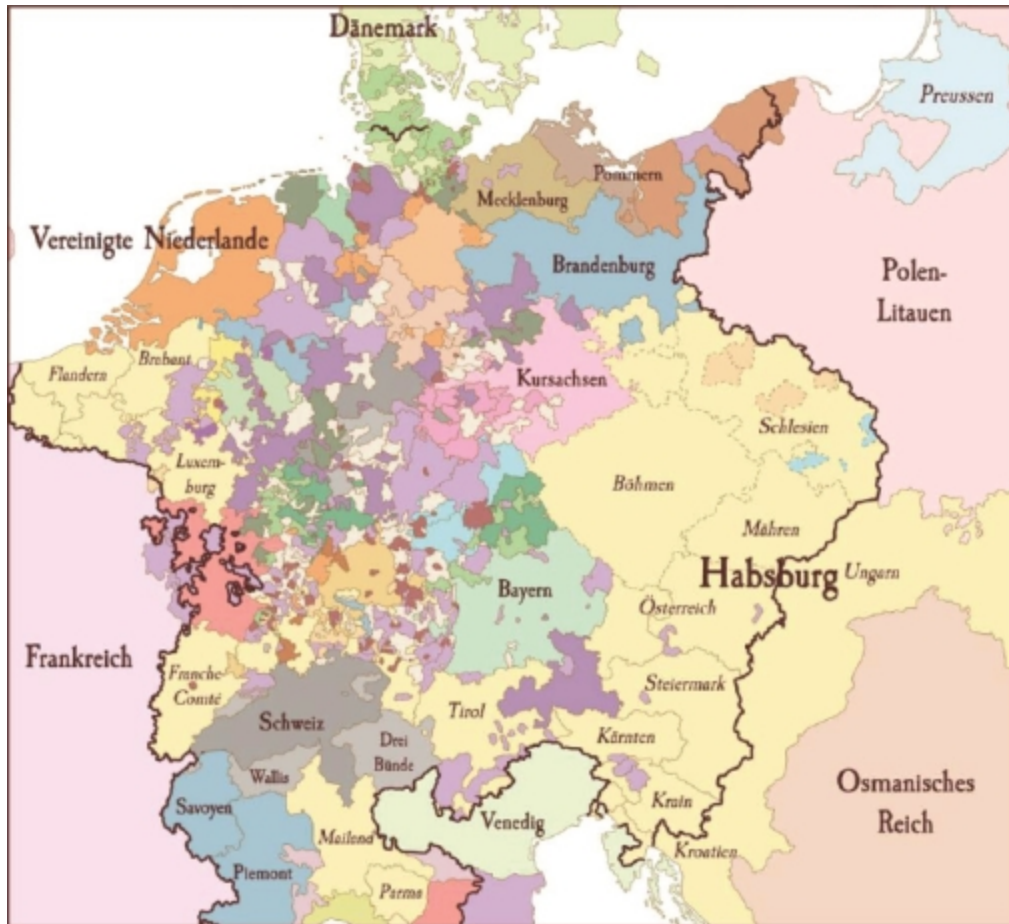 Dänemark
Preussen
Pommern
Mecklenburg
Vereinigte Niederlande
Brandenburg
Polen-
Litauen
Brabant
Flandern
Kursachsen
Schlesien
Luxem-
burg
Böhmen
Mähren
Habsburg
Ungarn
Bayern
Österreich
Frankreich
Franche-
Comté
Steiermark
Tirol
Schweiz
Kärnten
Drei
Bünde
Wallis
Osmanisches
Reich
Krain
Savoyen
Venedig
Mailand
Kroatien
Piemont
Parma